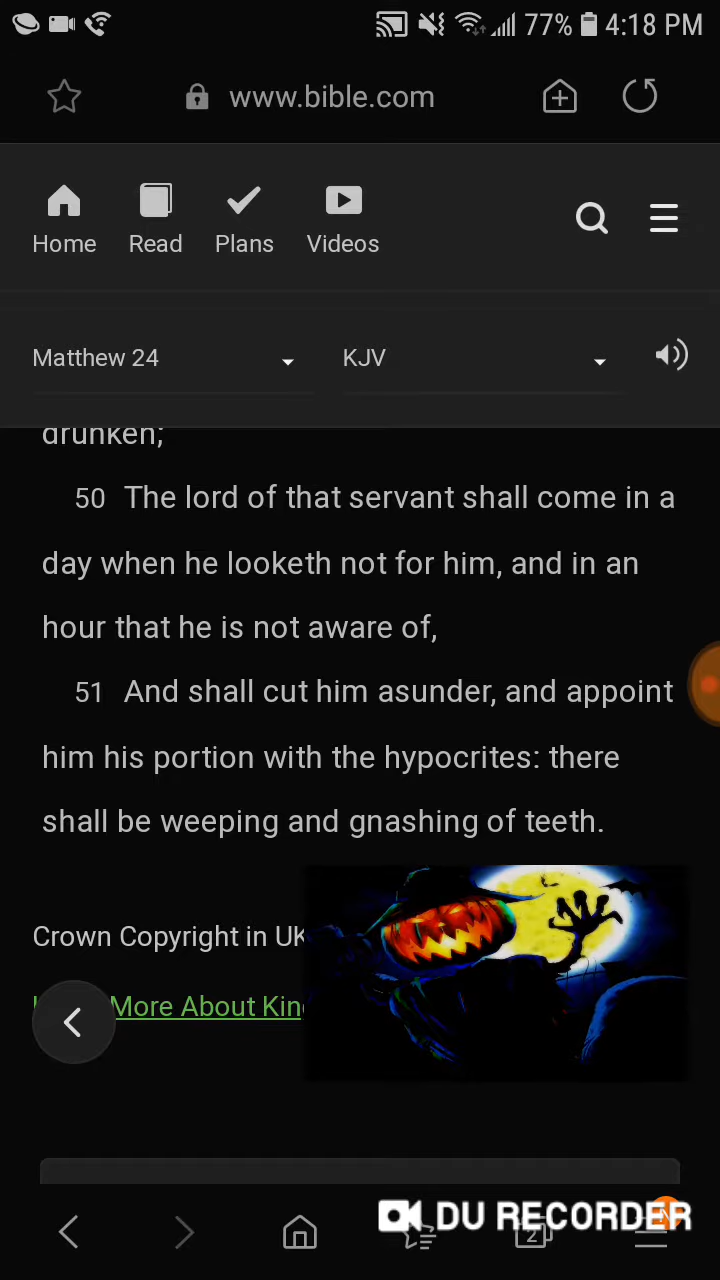 77% 4:18 PM
www.bible.com
Home Read Plans Videos
Matthew 24 KJV
drunken;
50 The lord of that servant shall come in a
day when he looketh not for him, and in an
hour that he is not aware of,
51 And shall cut him asunder, and appoint
him his portion with the hypocrites: there
shall be weeping and gnashing of teeth.
Crown Copyright in UK
More About King
DU RECORDER
N
2